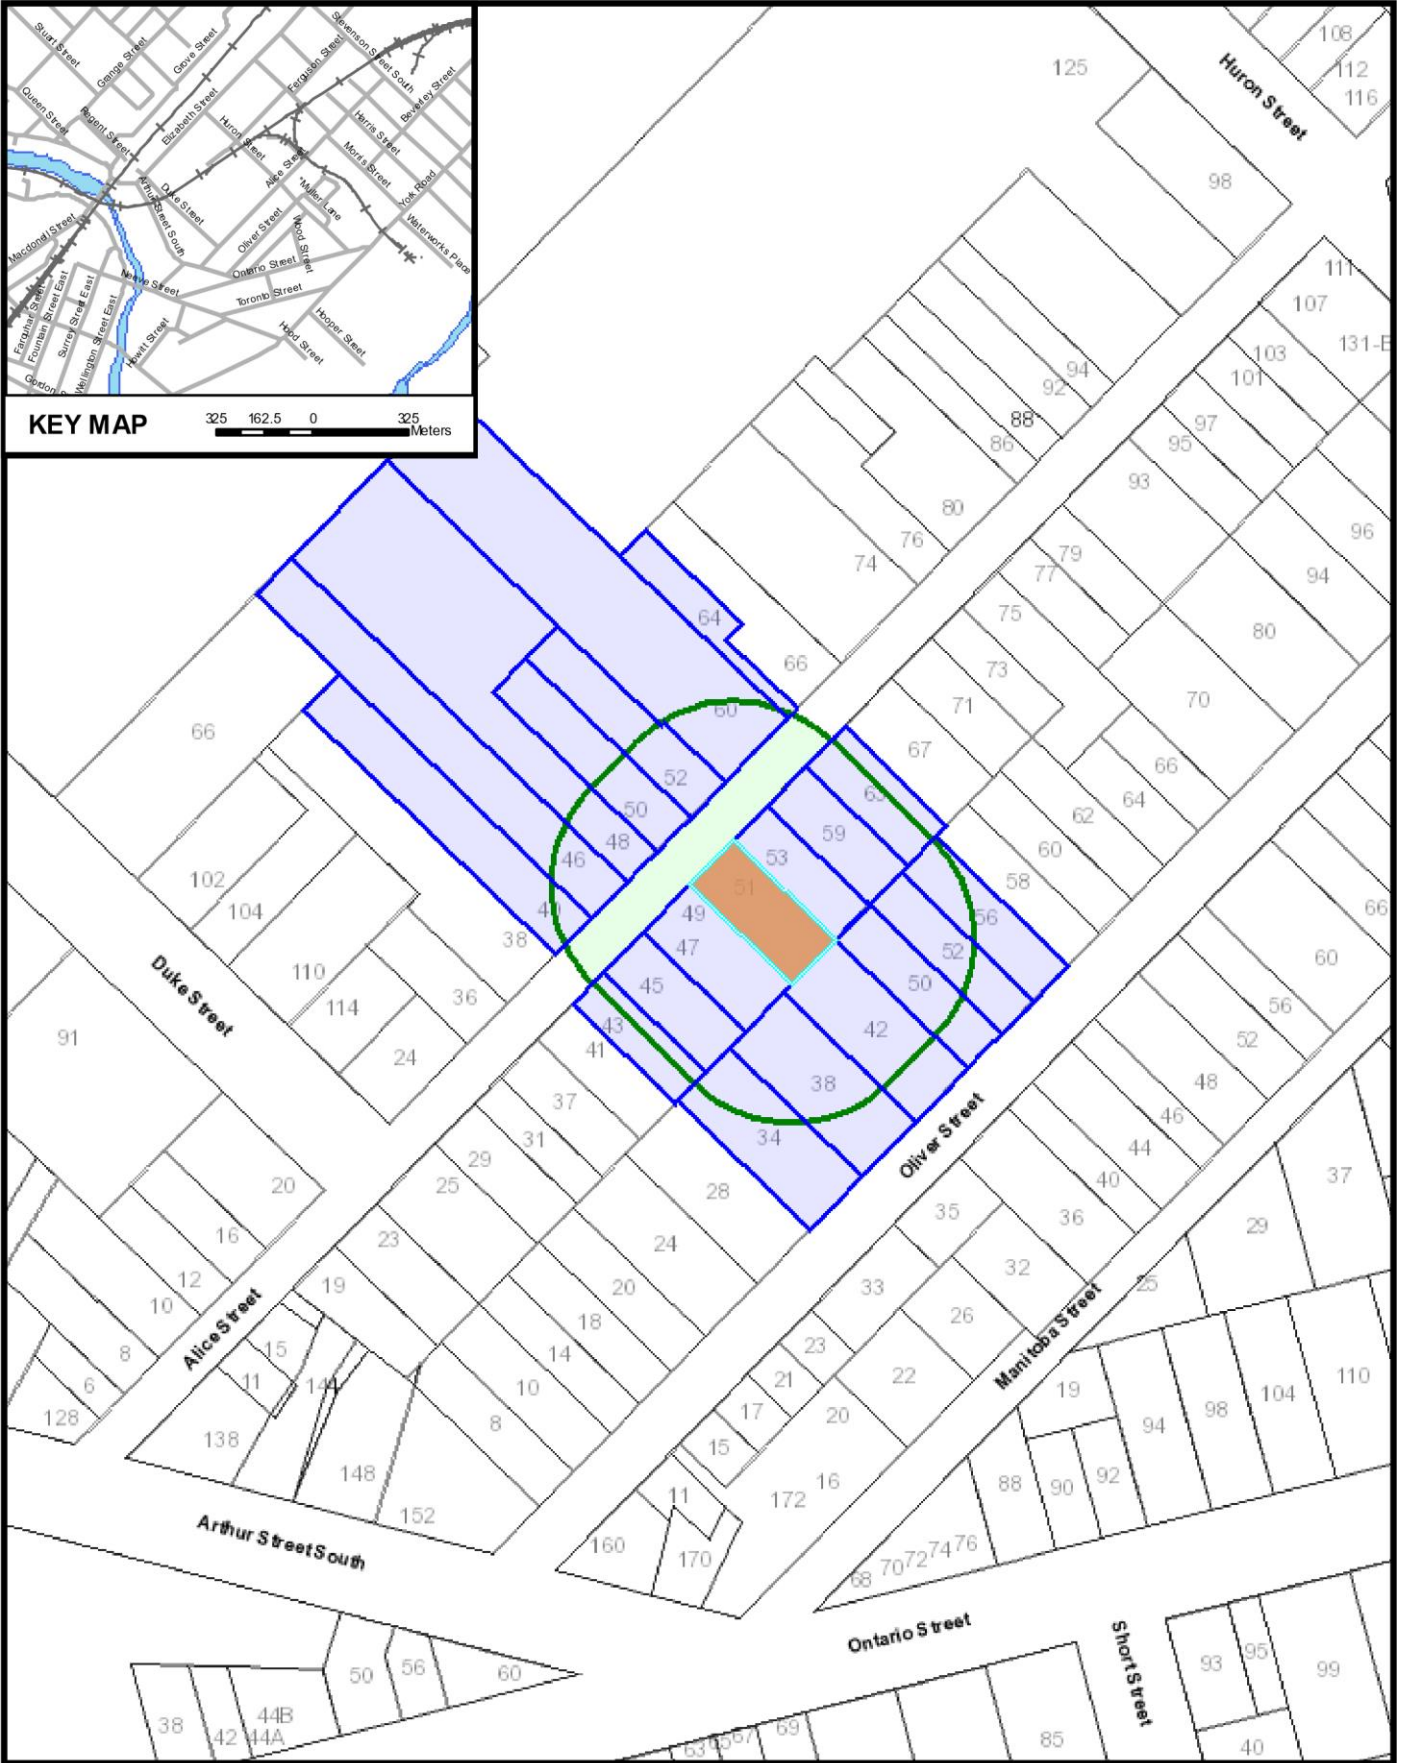 Stuart Street
Grange Street
Grove Street
Stevenson Street South
Ferguson Street
Beverley Street
Queen Street
Regent Street
Elizabeth Street
Huron Street
Harris Street
Alice Street
Morris Street
Arthur Street South
Duke Street
"Muller Lane
York Road
Macdonell Street
Oliver Street
Wood Street
Waterworks Place
Ontario Street
Neeve Street
Toronto Street
Farquhar Street
Fountain Street East
Surrey Street East
Wellington Street East
Howitt Street
Hood Street
Hooper Street
Gordon
KEY MAP
325 162.5 0 325
Meters
125
Huron Street
108
112
116
98
111
107
131-B
103
101
94
92
97
95
88
86
93
80
96
76
79
77
74
94
75
64
80
66
73
70
71
66
60
67
66
52
63
64
50
59
62
48
53
60
46
51
58
102
104
40
49
56
66
38
47
52
60
110
45
50
114
36
43
42
56
Duke Street
41
52
91
24
38
48
37
46
34
44
31
Oliver Street
29
40
37
25
28
20
35
36
29
16
23
24
32
12
19
20
33
25
10
18
26
Alice Street
15
14
23
Manitoba Street
8
11
144
10
21
22
19
110
6
8
17
20
98
104
128
138
15
94
148
16
92
88
90
152
11
172
Arthur Street South
160
170
68 70 72 74 76
Ontario Street
Short Street
50
56
60
93
95
99
38
42
44B
44A
63 65 67 69
85
40